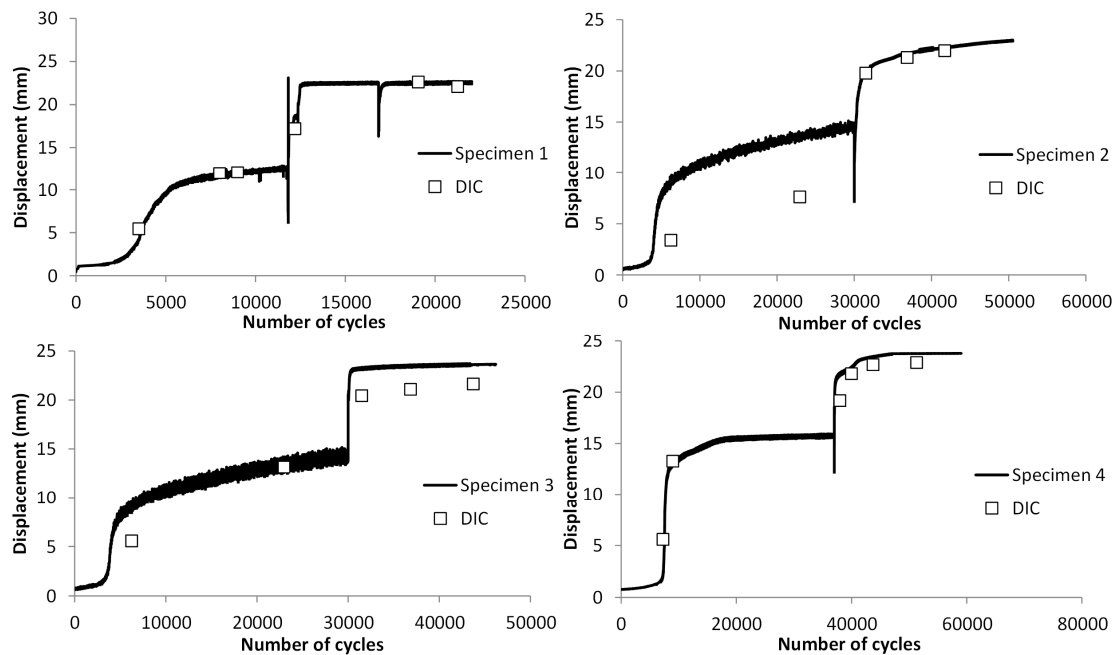 30
25
20
15
10
5
0
Displacement (mm)
Specimen 1
DIC
0 5000 10000 15000 20000 25000
Number of cycles
25
20
15
10
5
0
Displacement (mm)
Specimen 2
DIC
0 10000 20000 30000 40000 50000 60000
Number of cycles
25
20
15
10
5
0
Displacement (mm)
Specimen 3
DIC
0 10000 20000 30000 40000 50000
Number of cycles
25
20
15
10
5
0
Displacement (mm)
Specimen 4
DIC
0 20000 40000 60000 80000
Number of cycles